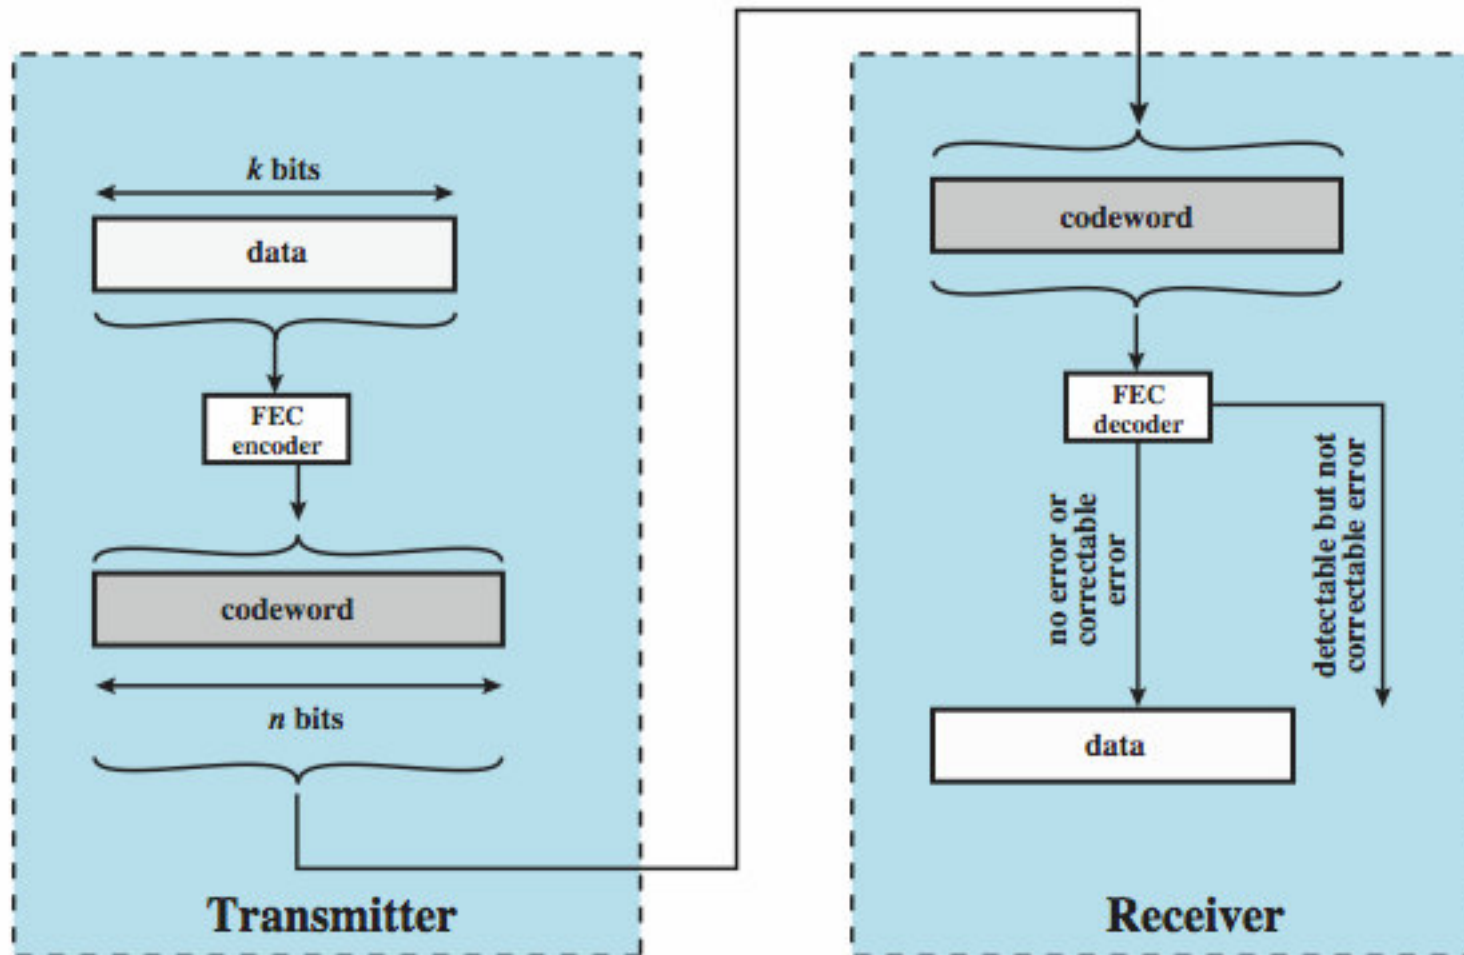 k bits
data
FEC
encoder
codeword
n bits
Transmitter
codeword
FEC
decoder
no error or
correctable
error
detectable but not
correctable error
data
Receiver